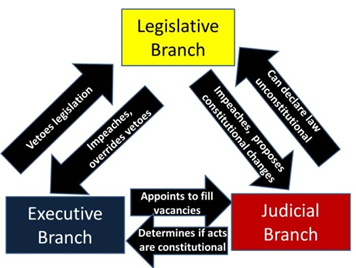 Legislative
Branch
Vetoes legislation
Impeaches,
overrides vetoes
Impeaches, proposes
constitutional changes
Can declare law
unconstitutional
Appoints to fill
vacancies
Executive
Branch
Determines if acts
are constitutional
Judicial
Branch